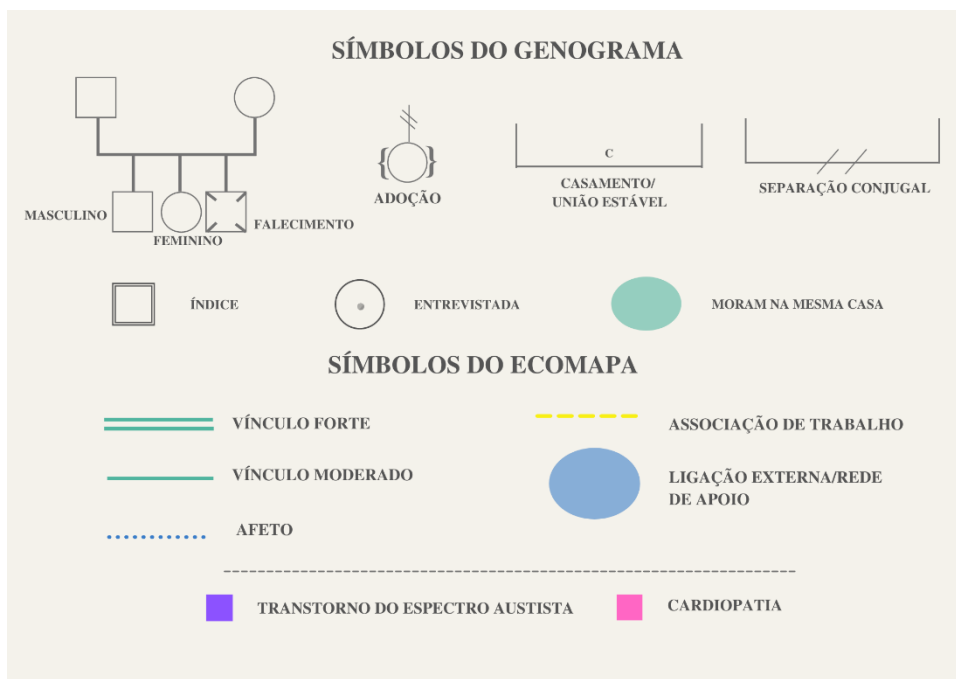 SÍMBOLOS DO GENOGRAMA
MASCULINO
FEMININO
FALECIMENTO
ADOÇÃO
C
CASAMENTO/
UNIÃO ESTÁVEL
SEPARAÇÃO CONJUGAL
ÍNDICE
ENTREVISTADA
MORAM NA MESMA CASA
SÍMBOLOS DO ECOMAPA
VÍNCULO FORTE
ASSOCIAÇÃO DE TRABALHO
VÍNCULO MODERADO
LIGAÇÃO EXTERNA/REDE
DE APOIO
AFETO
TRANSTORNO DO ESPECTRO AUSTISTA
CARDIOPATIA